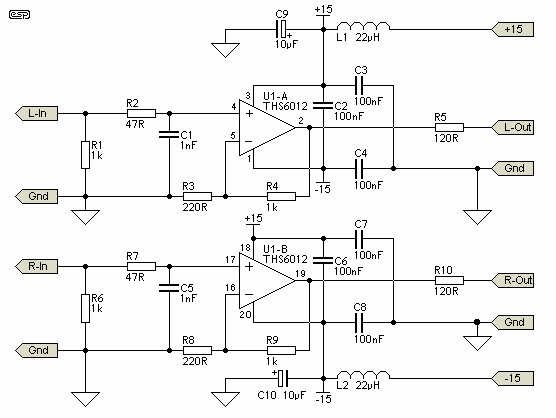 esp
+15
C9
10µF
+
L1 22µH
+15
L-In
R2
47R
R1
1k
C1
1nF
3
4
+
U1-A
THS6012
2
5
−
1
C3
100nF
C2
100nF
R5
120R
L-Out
C4
100nF
Gnd
Gnd
R3
220R
R4
1k
-15
+15
R-In
R7
47R
R6
1k
C5
1nF
18
17
+
U1-B
THS6012
19
16
−
20
C7
100nF
C6
100nF
R10
120R
R-Out
C8
100nF
Gnd
Gnd
R8
220R
R9
1k
+
C10 10µF
-15
L2 22µH
-15